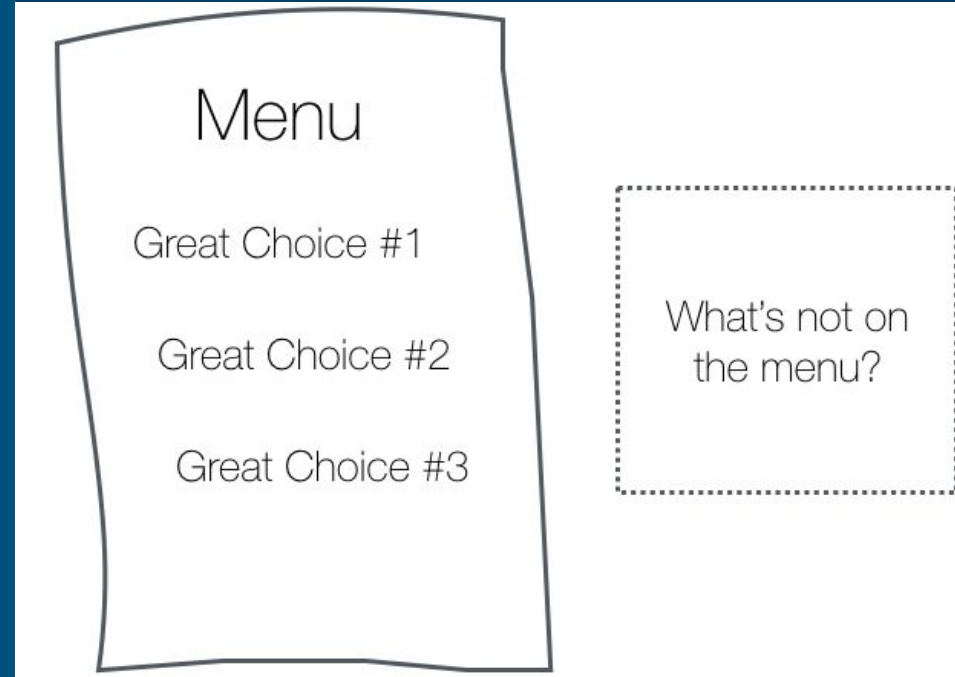 Menu
Great Choice #1
Great Choice #2
Great Choice #3
What’s not on
the menu?